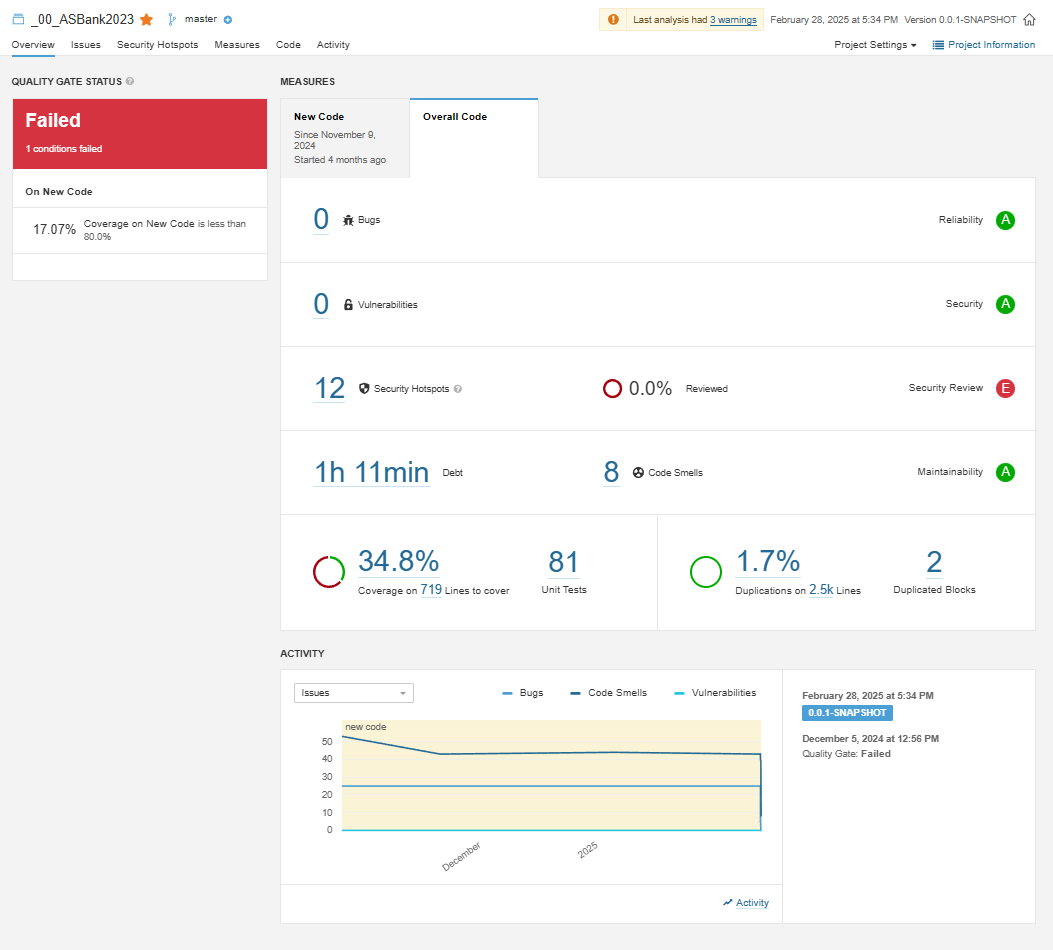 _00_ASBank2023 master Last analysis had 3 warnings February 28, 2025 at 5:34 PM Version 0.0.1-SNAPSHOT
Overview Issues Security Hotspots Measures Code Activity Project Settings Project Information
QUALITY GATE STATUS
Failed
1 conditions failed
On New Code
17.07% Coverage on New Code is less than
80.0%
MEASURES
New Code
Since November 9,
2024
Started 4 months ago
Overall Code
0 Bugs Reliability A
0 Vulnerabilities Security A
12 Security Hotspots 0.0% Reviewed Security Review E
1h 11min Debt 8 Code Smells Maintainability A
34.8%
Coverage on 719 Lines to cover
81
Unit Tests
1.7%
Duplications on 2.5k Lines
2
Duplicated Blocks
ACTIVITY
Issues Bugs Code Smells Vulnerabilities
new code
50
40
30
20
10
0
December 2025
Activity
February 28, 2025 at 5:34 PM
0.0.1-SNAPSHOT
December 5, 2024 at 12:56 PM
Quality Gate: Failed